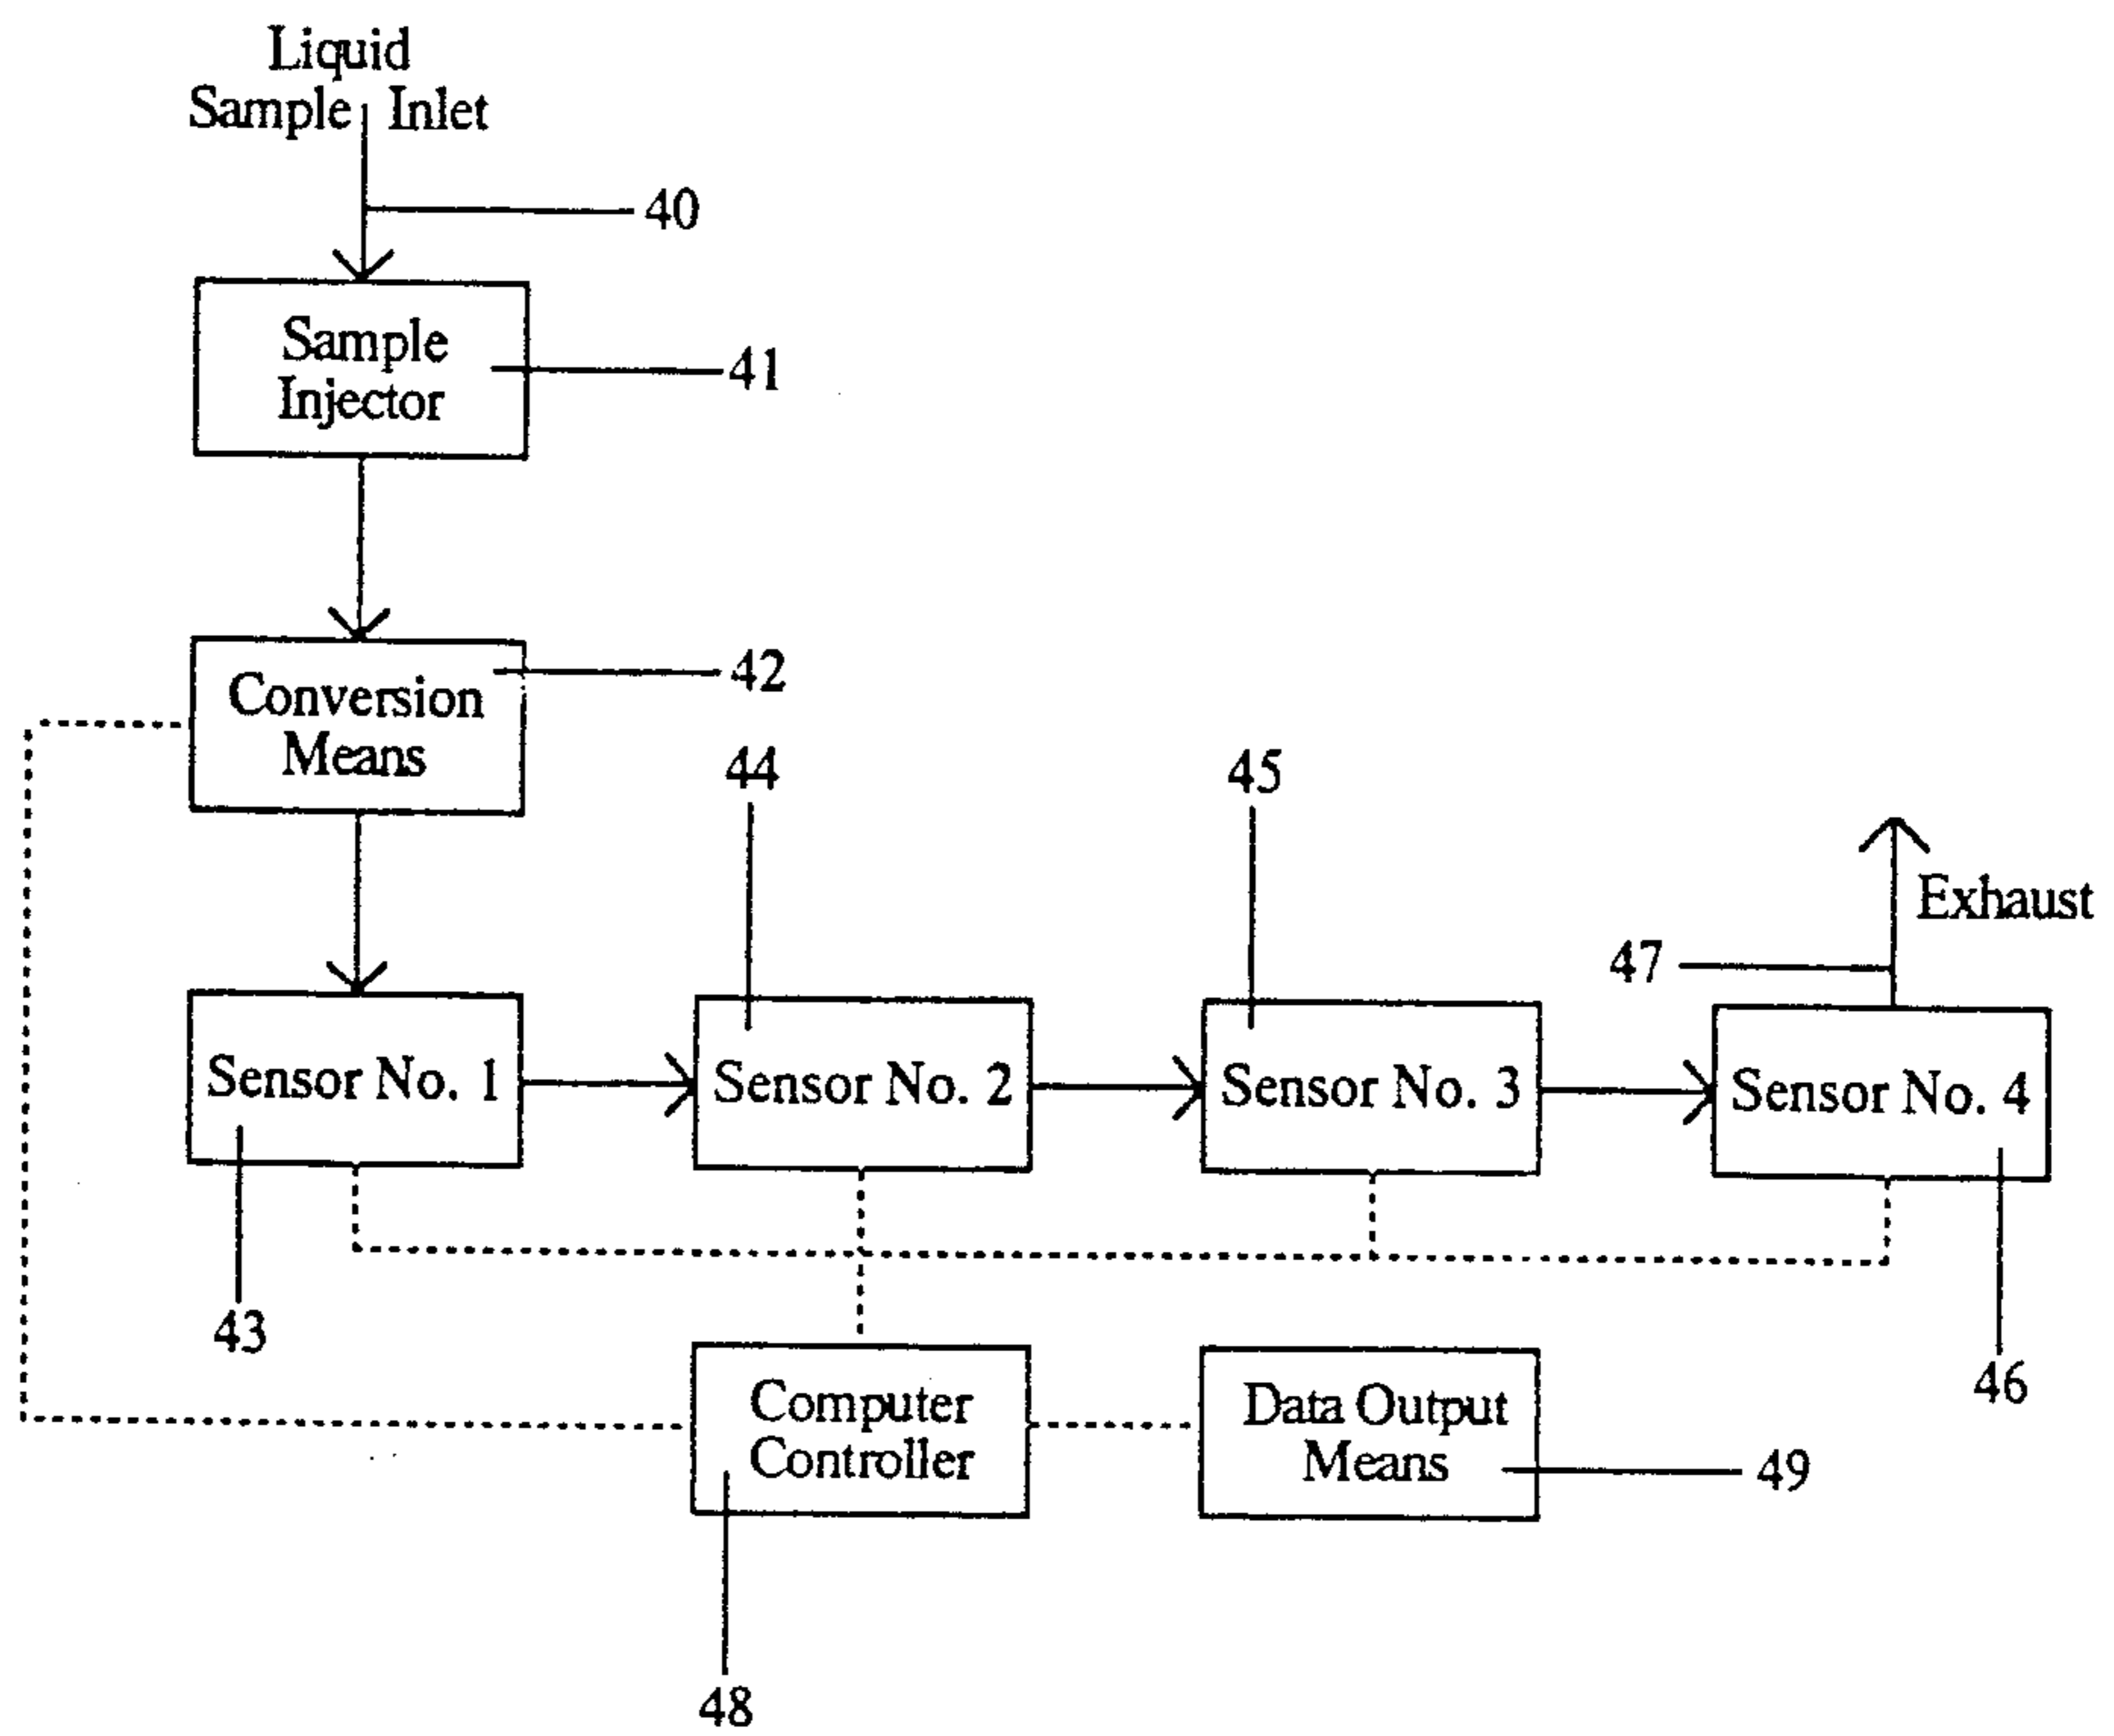 Liquid
Sample Inlet
40
Sample
Injector
41
Conversion
Means
42
44
45
Exhaust
47
Sensor No. 1
Sensor No. 2
Sensor No. 3
Sensor No. 4
43
46
Computer
Controller
Data Output
Means
49
48